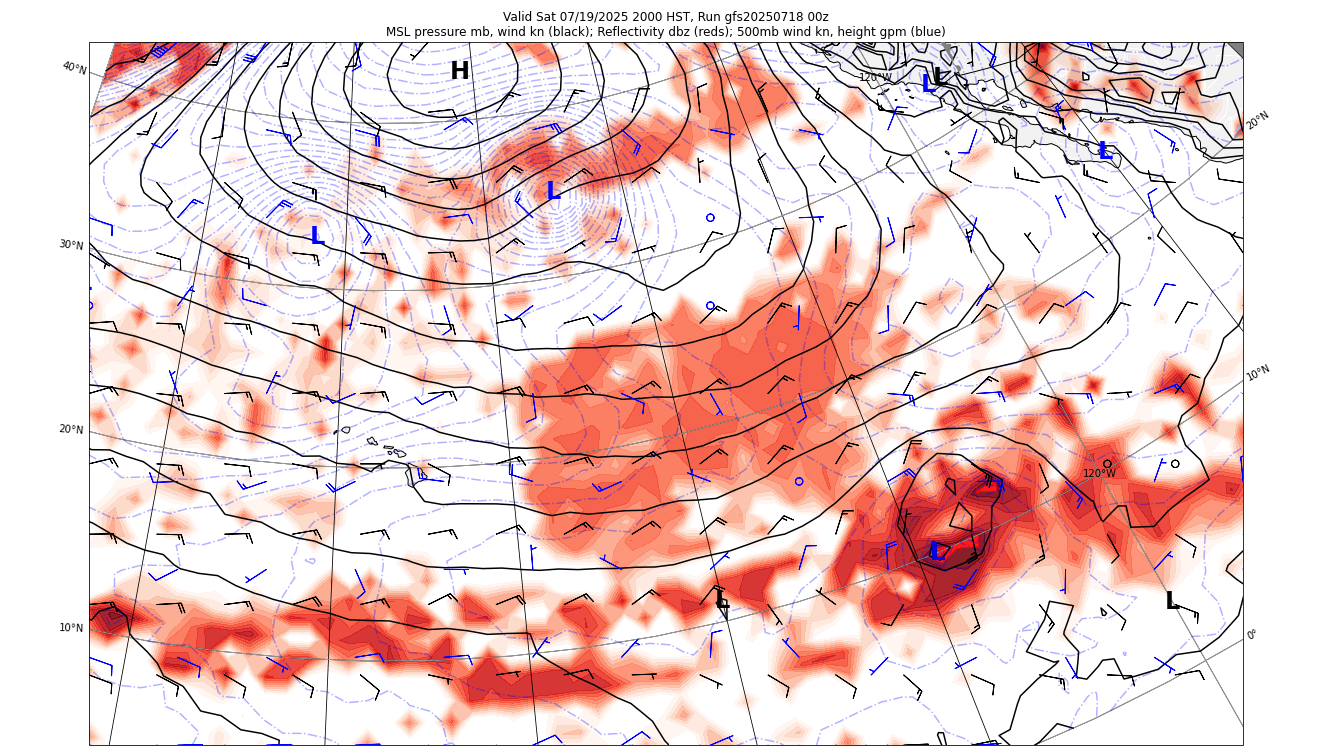 Valid Sat 07/19/2025 2000 HST, Run gfs20250718 00z
MSL pressure mb, wind kn (black); Reflectivity dbz (reds); 500mb wind kn, height gpm (blue)
40°N
H
120°W
L
L
20°N
L
L
L
30°N
10°N
20°N
120°W
L
L
L
10°N
0°